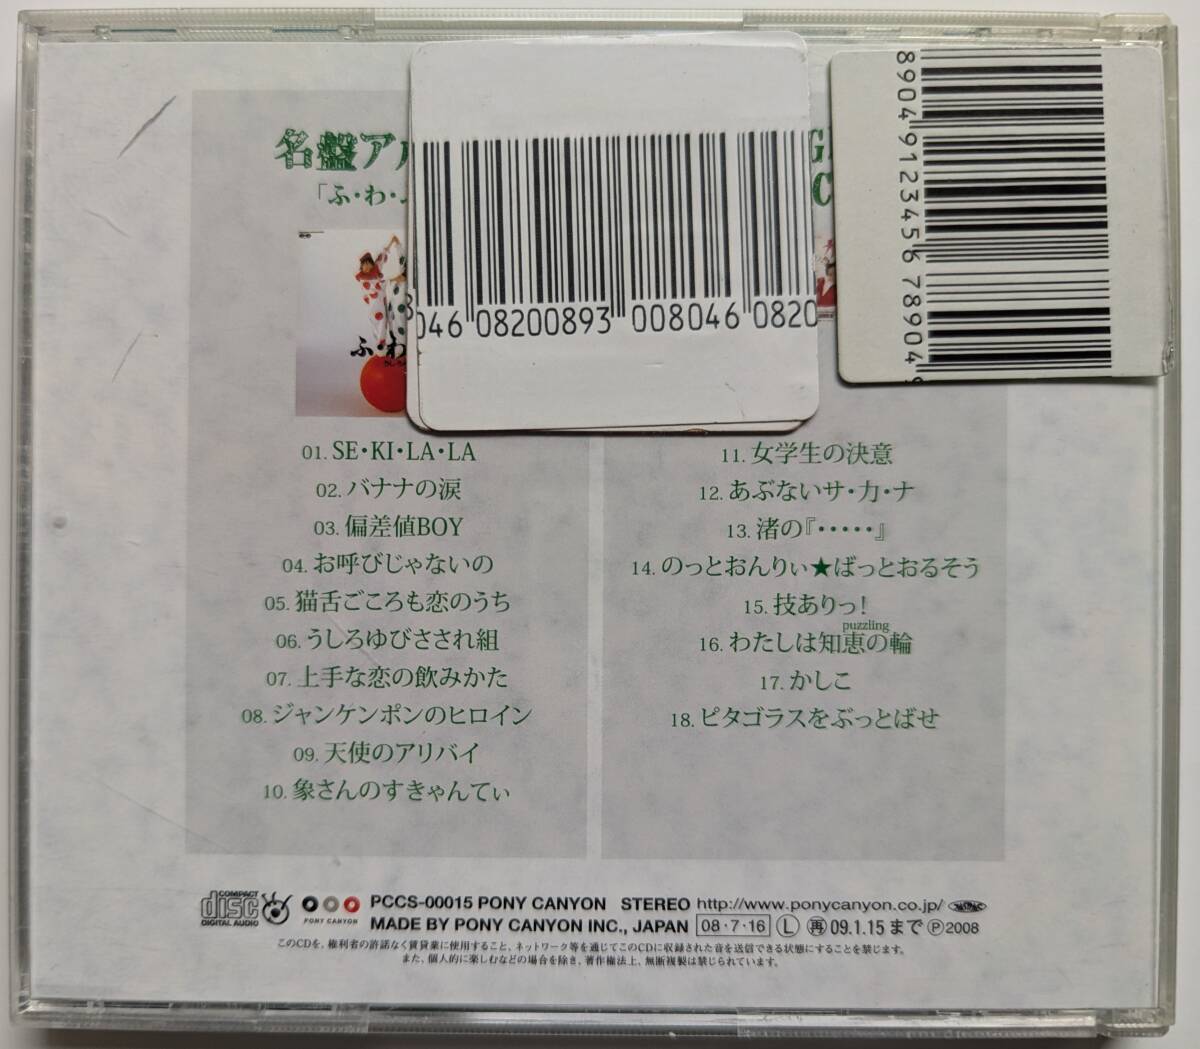 名盤ア
「ふ・わ・
ふ・わ
046 08200893 008046 0820
8904 9123456 78904
G
C
01. SE・KI・LA・LA
02. バナナの涙
03. 偏差値BOY
04. お呼びじゃないの
05. 猫舌ごころも恋のうち
06. うしろゆびさされ組
07. 上手な恋の飲みかた
08. ジャンケンポンのヒロイン
09. 天使のアリバイ
10. 象さんのすきゃんてぃ
11. 女学生の決意
12. あぶないサ・カ・ナ
13. 渚の『・・・・・』
14. のっとおんりぃ★ばっとおるそう
15. 技ありっ!
puzzling
16. わたしは知恵の輪
17. かしこ
18. ピタゴラスをぶっとばせ
COMPACT disc DIGITAL AUDIO PONY CANYON PCCS-00015 PONY CANYON STEREO http://www.ponycanyon.co.jp/
MADE BY PONY CANYON INC., JAPAN 08・7・16 Ⓛ 再 09.1.15 まで Ⓟ2008
このCDを、権利者の許諾なく賃貸業に使用すること、ネットワーク等を通じてこのCDに収録された音を送信できる状態にすることを禁じます。
また、個人的に楽しむなどの場合を除き、著作権法上、無断複製は禁じられています。